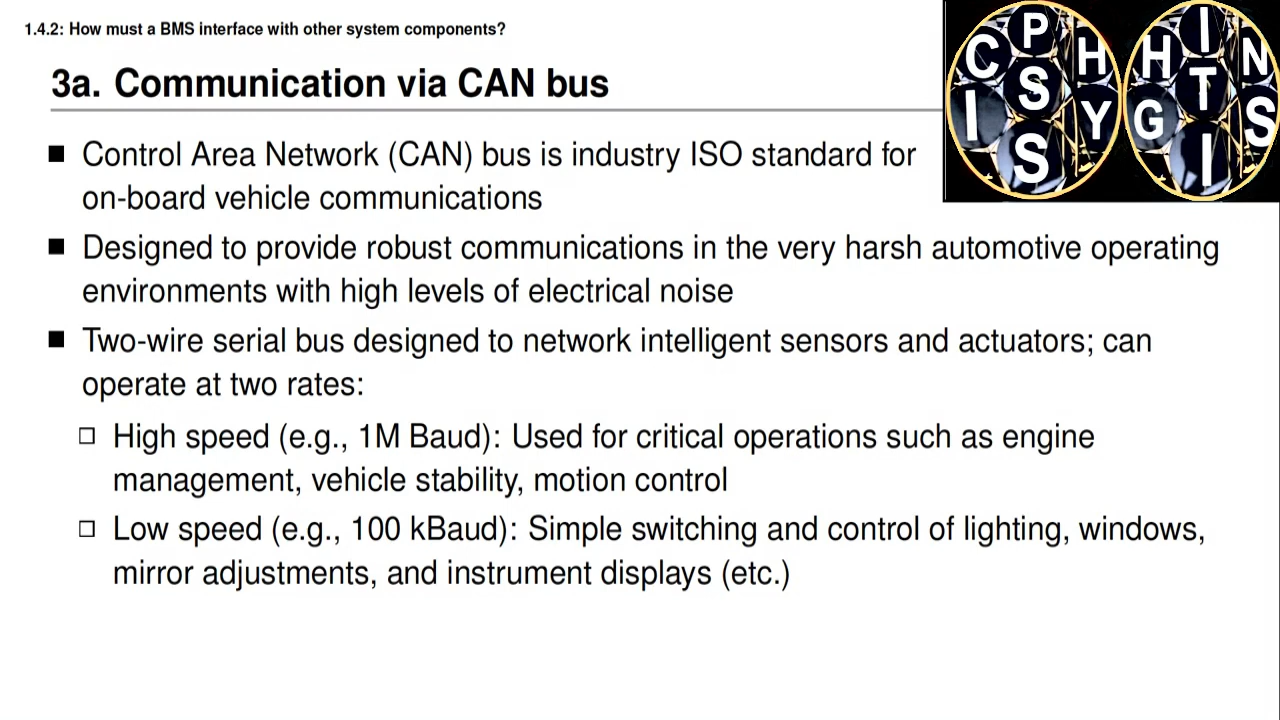 1.4.2: How must a BMS interface with other system components?
3a. Communication via CAN bus
Control Area Network (CAN) bus is industry ISO standard for
on-board vehicle communications
Designed to provide robust communications in the very harsh automotive operating
environments with high levels of electrical noise
Two-wire serial bus designed to network intelligent sensors and actuators; can
operate at two rates:
High speed (e.g., 1M Baud): Used for critical operations such as engine
management, vehicle stability, motion control
Low speed (e.g., 100 kBaud): Simple switching and control of lighting, windows,
mirror adjustments, and instrument displays (etc.)
P I
C H H N
S T
I Y G S
S I